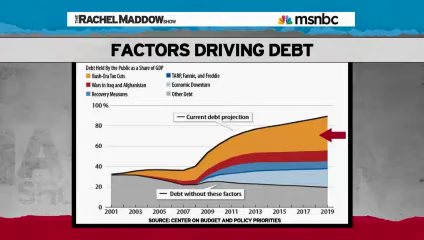 THE RACHEL MADDOW SHOW
msnbc
FACTORS DRIVING DEBT
Debt Held By the Public as a Share of GDP
Bush-Era Tax Cuts
TARP, Fannie, and Freddie
Wars in Iraq and Afghanistan
Economic Downturn
Recovery Measures
Other Debt
100%
80
60
40
20
0
Current debt projection
Debt without these factors
2001 2003 2005 2007 2009 2011 2013 2015 2017 2019
SOURCE: CENTER ON BUDGET AND POLICY PRIORITIES